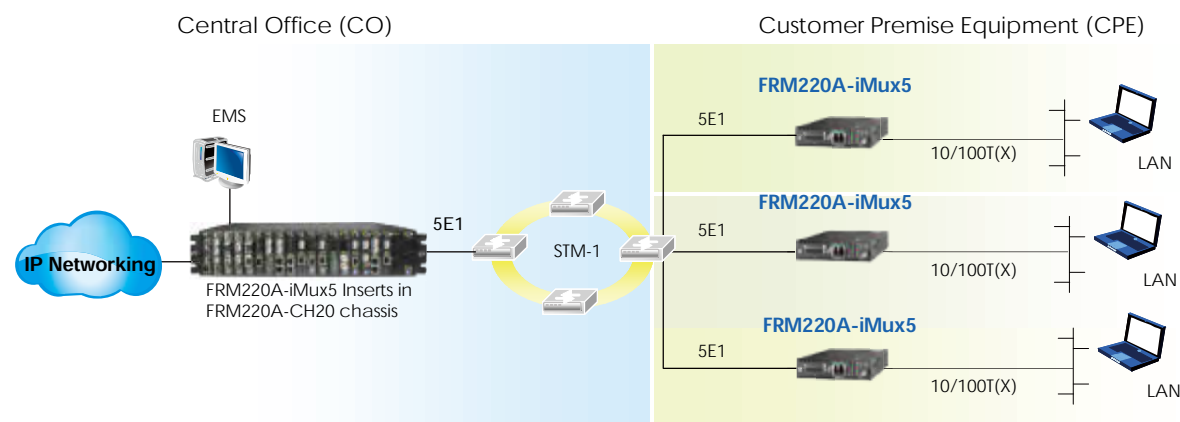 Central Office (CO)
Customer Premise Equipment (CPE)
EMS
IP Networking
FRM220A-iMux5 Inserts in
FRM220A-CH20 chassis
5E1
STM-1
FRM220A-iMux5
5E1
10/100T(X)
LAN
FRM220A-iMux5
5E1
10/100T(X)
LAN
FRM220A-iMux5
5E1
10/100T(X)
LAN